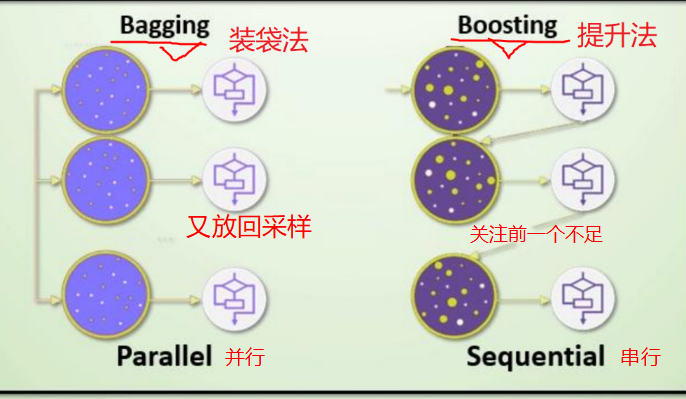 Bagging 装袋法
Boosting 提升法
又放回采样
关注前一个不足
Parallel 并行
Sequential 串行